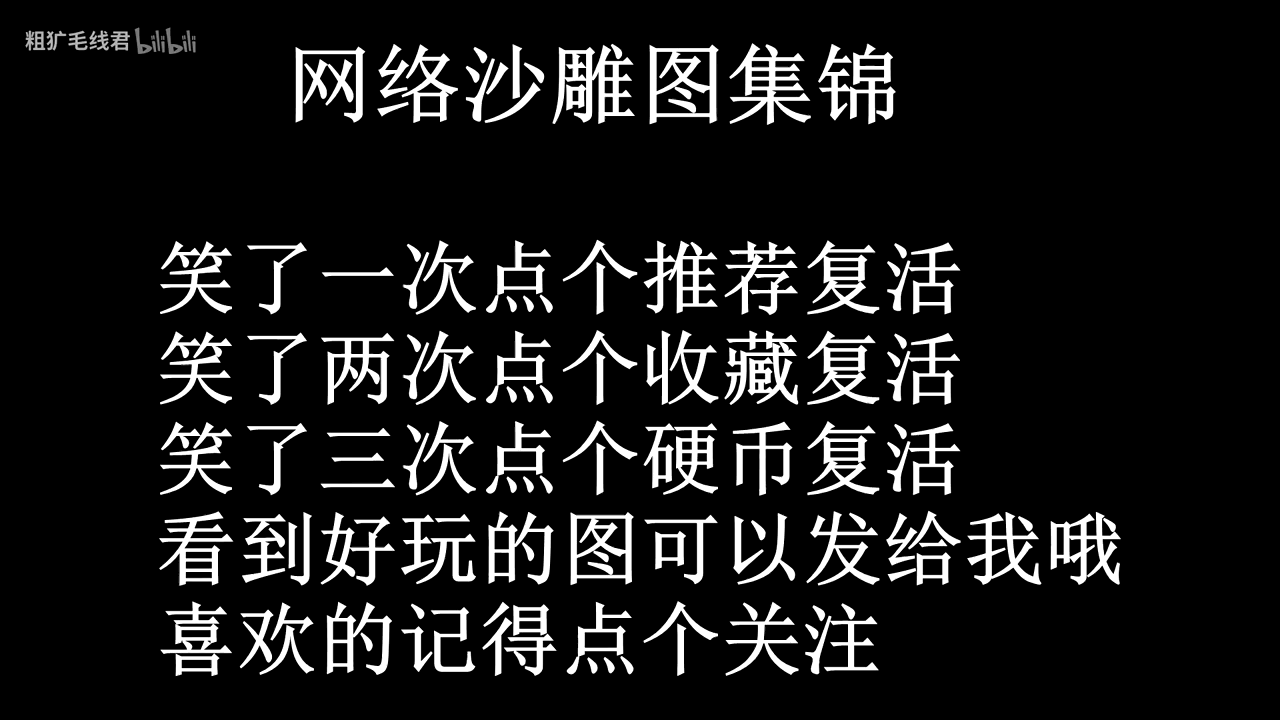 粗犷毛线君 bilibili
网络沙雕图集锦
笑了一次点个推荐复活
笑了两次点个收藏复活
笑了三次点个硬币复活
看到好玩的图可以发给我哦
喜欢的记得点个关注